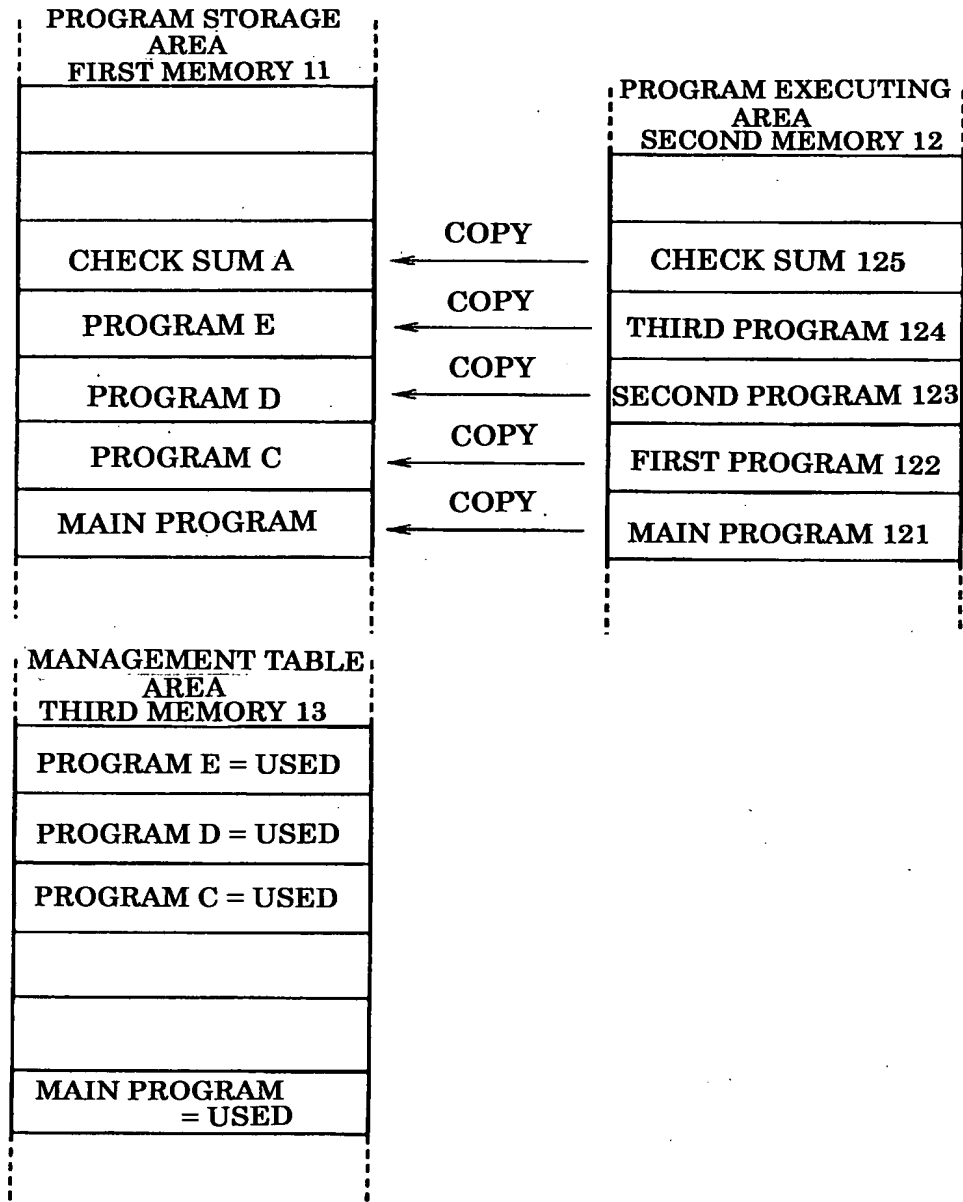 PROGRAM STORAGE
AREA
FIRST MEMORY 11
CHECK SUM A
PROGRAM E
PROGRAM D
PROGRAM C
MAIN PROGRAM
COPY
COPY
COPY
COPY
COPY
PROGRAM EXECUTING
AREA
SECOND MEMORY 12
CHECK SUM 125
THIRD PROGRAM 124
SECOND PROGRAM 123
FIRST PROGRAM 122
MAIN PROGRAM 121
MANAGEMENT TABLE
AREA
THIRD MEMORY 13
PROGRAM E = USED
PROGRAM D = USED
PROGRAM C = USED
MAIN PROGRAM
= USED